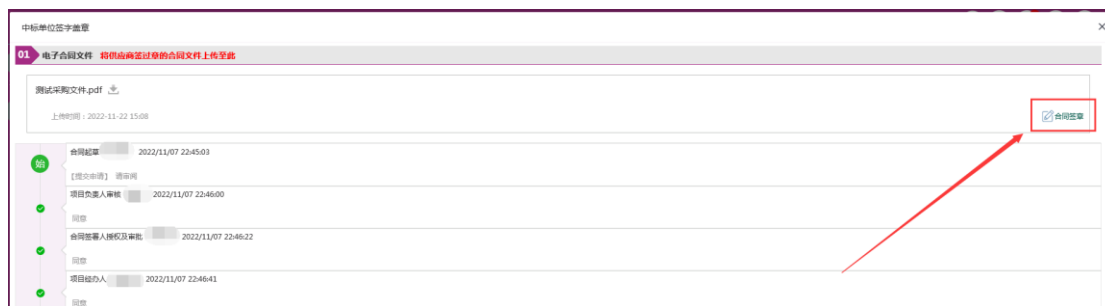 中标单位签字盖章
×
01 电子合同文件 将供应商签过章的合同文件上传至此
测试采购文件.pdf
上传时间：2022-11-22 15:08
合同签章
始
合同起草 2022/11/07 22:45:03
【提交申请】 请审阅
项目负责人审核 2022/11/07 22:46:00
同意
合同签署人授权及审批 2022/11/07 22:46:22
同意
项目经办人 2022/11/07 22:46:41
同意